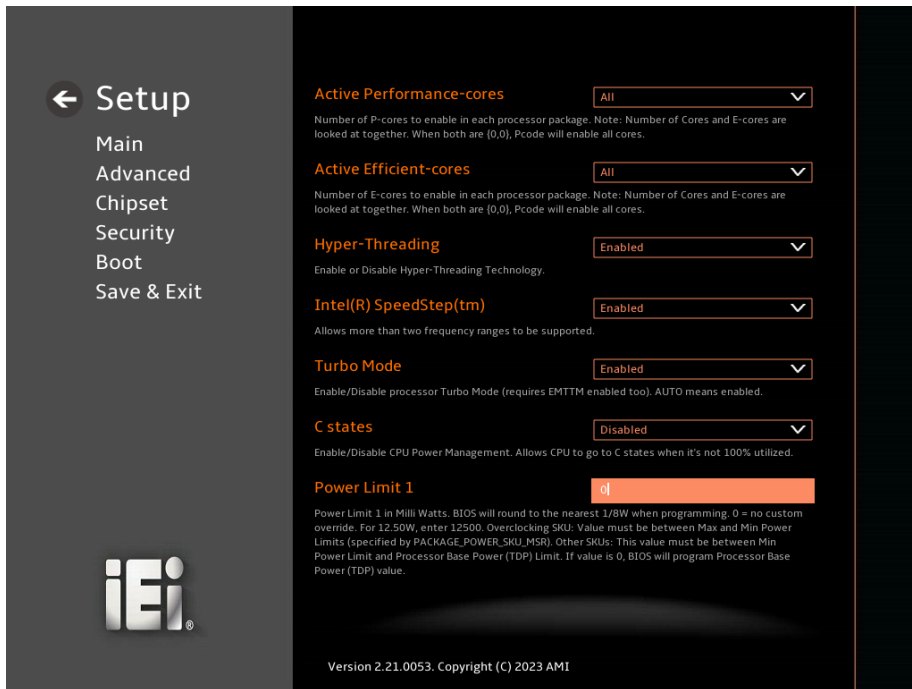 Setup
Main
Advanced
Chipset
Security
Boot
Save & Exit
Active Performance-cores
All
Number of P-cores to enable in each processor package. Note: Number of Cores and E-cores are
looked at together. When both are {0,0}, Pcode will enable all cores.
Active Efficient-cores
All
Number of E-cores to enable in each processor package. Note: Number of Cores and E-cores are
looked at together. When both are {0,0}, Pcode will enable all cores.
Hyper-Threading
Enabled
Enable or Disable Hyper-Threading Technology.
Intel(R) SpeedStep(tm)
Enabled
Allows more than two frequency ranges to be supported.
Turbo Mode
Enabled
Enable/Disable processor Turbo Mode (requires EMTTM enabled too). AUTO means enabled.
C states
Disabled
Enable/Disable CPU Power Management. Allows CPU to go to C states when it's not 100% utilized.
Power Limit 1
0
Power Limit 1 in Milli Watts. BIOS will round to the nearest 1/8W when programming. 0 = no custom
override. For 12.50W, enter 12500. Overclocking SKU: Value must be between Max and Min Power
Limits (specified by PACKAGE_POWER_SKU_MSR). Other SKUs: This value must be between Min
Power Limit and Processor Base Power (TDP) Limit. If value is 0, BIOS will program Processor Base
Power (TDP) value.
iEi®
Version 2.21.0053. Copyright (C) 2023 AMI